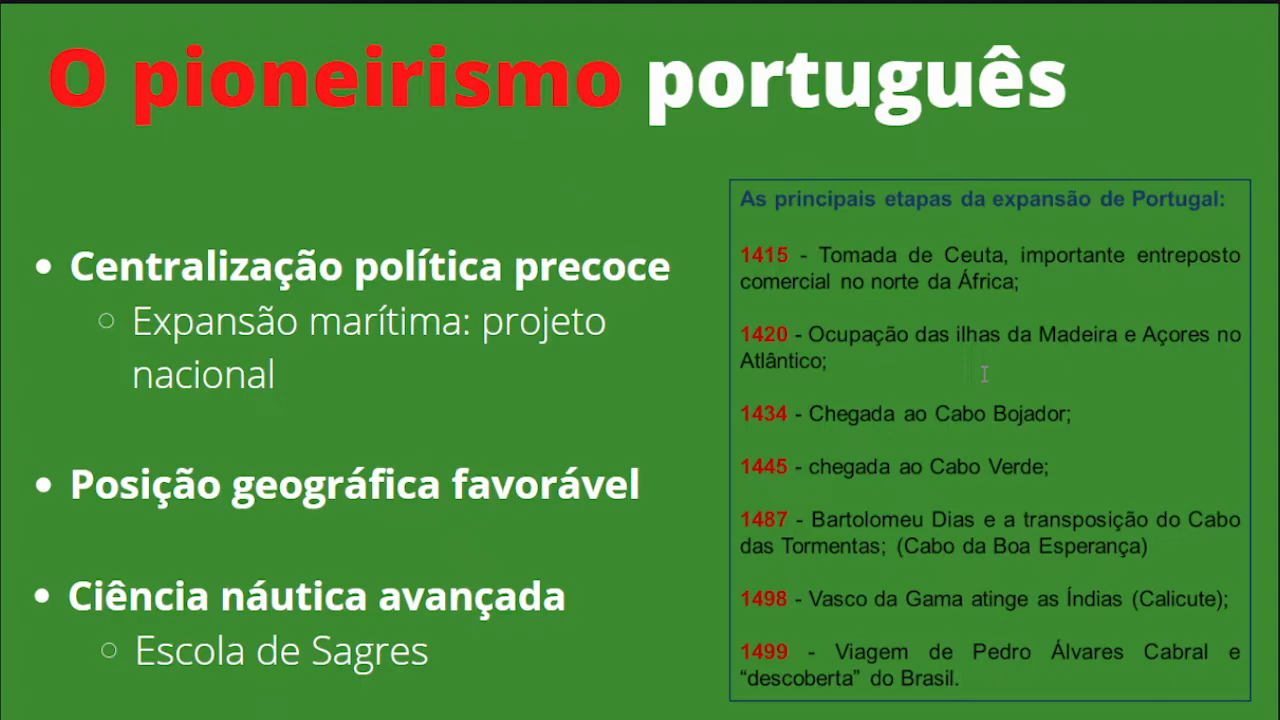 O pioneirismo português
• Centralização política precoce
○ Expansão marítima: projeto
nacional
• Posição geográfica favorável
• Ciência náutica avançada
○ Escola de Sagres
As principais etapas da expansão de Portugal:
1415 - Tomada de Ceuta, importante entreposto
comercial no norte da África;
1420 - Ocupação das ilhas da Madeira e Açores no
Atlântico;
1434 - Chegada ao Cabo Bojador;
1445 - chegada ao Cabo Verde;
1487 - Bartolomeu Dias e a transposição do Cabo
das Tormentas; (Cabo da Boa Esperança)
1498 - Vasco da Gama atinge as Índias (Calicute);
1499 - Viagem de Pedro Álvares Cabral e
“descoberta” do Brasil.